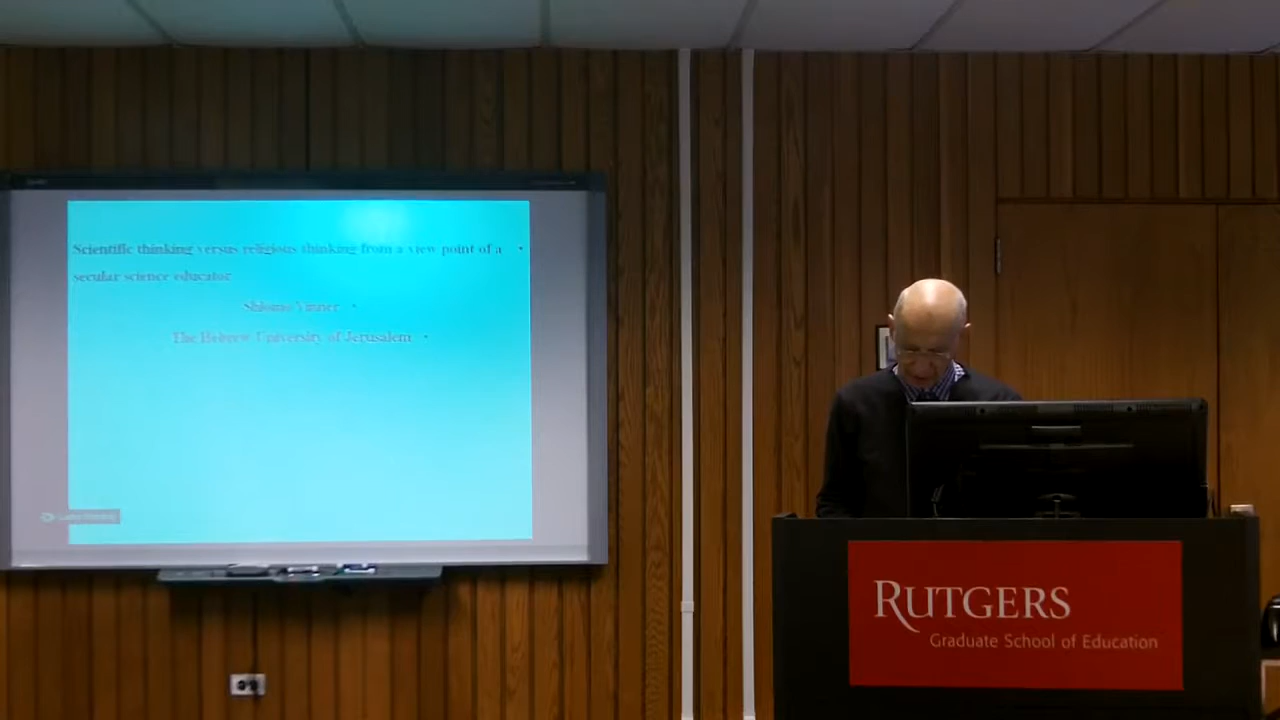 Scientific thinking versus religious thinking from a view point of a •
secular science educator
Shlomo Vinner •
The Hebrew University of Jerusalem •
RUTGERS
Graduate School of Education